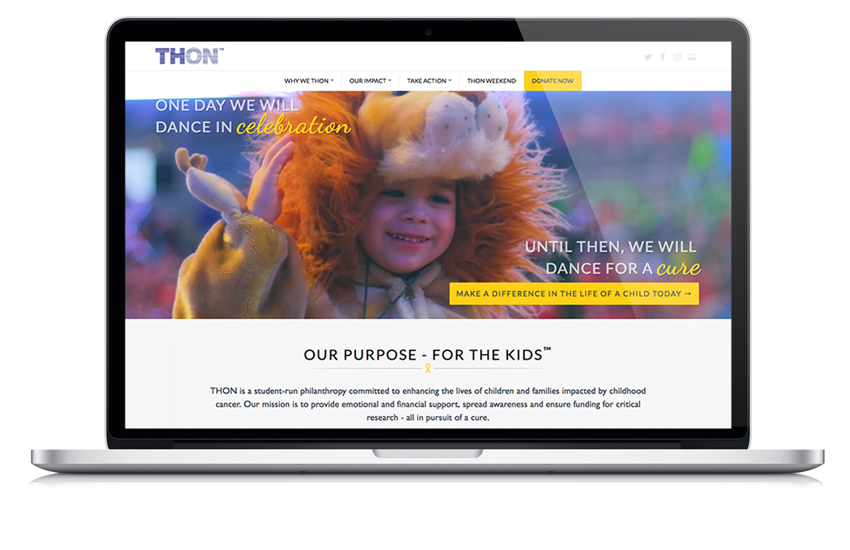 THON™
WHY WE THON
OUR IMPACT
TAKE ACTION
THON WEEKEND
DONATE NOW
ONE DAY WE WILL
DANCE IN celebration
UNTIL THEN, WE WILL
DANCE FOR A cure
MAKE A DIFFERENCE IN THE LIFE OF A CHILD TODAY →
OUR PURPOSE - FOR THE KIDS™
THON is a student-run philanthropy committed to enhancing the lives of children and families impacted by childhood
cancer. Our mission is to provide emotional and financial support, spread awareness and ensure funding for critical
research - all in pursuit of a cure.